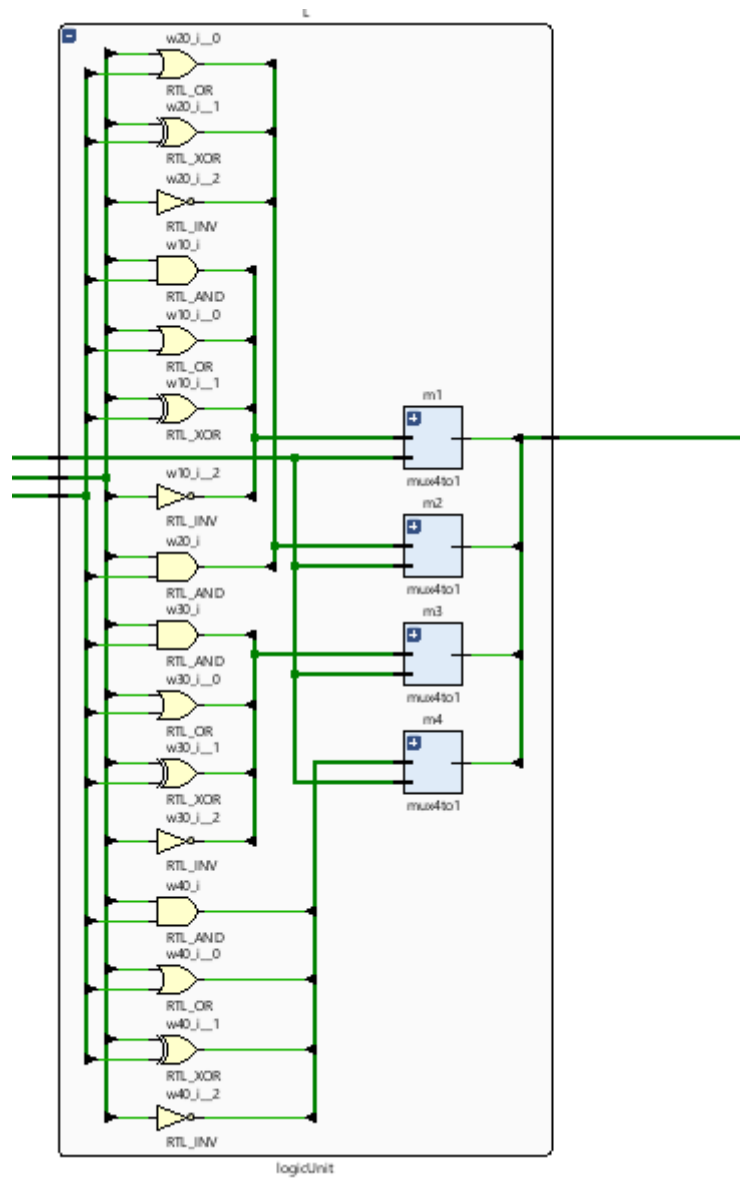 L
w20_i__0
RTL_OR
w20_i__1
RTL_XOR
w20_i__2
RTL_INV
w10_i
RTL_AND
w10_i__0
RTL_OR
w10_i__1
RTL_XOR
w10_i__2
RTL_INV
w20_i
RTL_AND
w30_i
RTL_AND
w30_i__0
RTL_OR
w30_i__1
RTL_XOR
w30_i__2
RTL_INV
w40_i
RTL_AND
w40_i__0
RTL_OR
w40_i__1
RTL_XOR
w40_i__2
RTL_INV
m1
mux4to1
m2
mux4to1
m3
mux4to1
m4
mux4to1
logicUnit